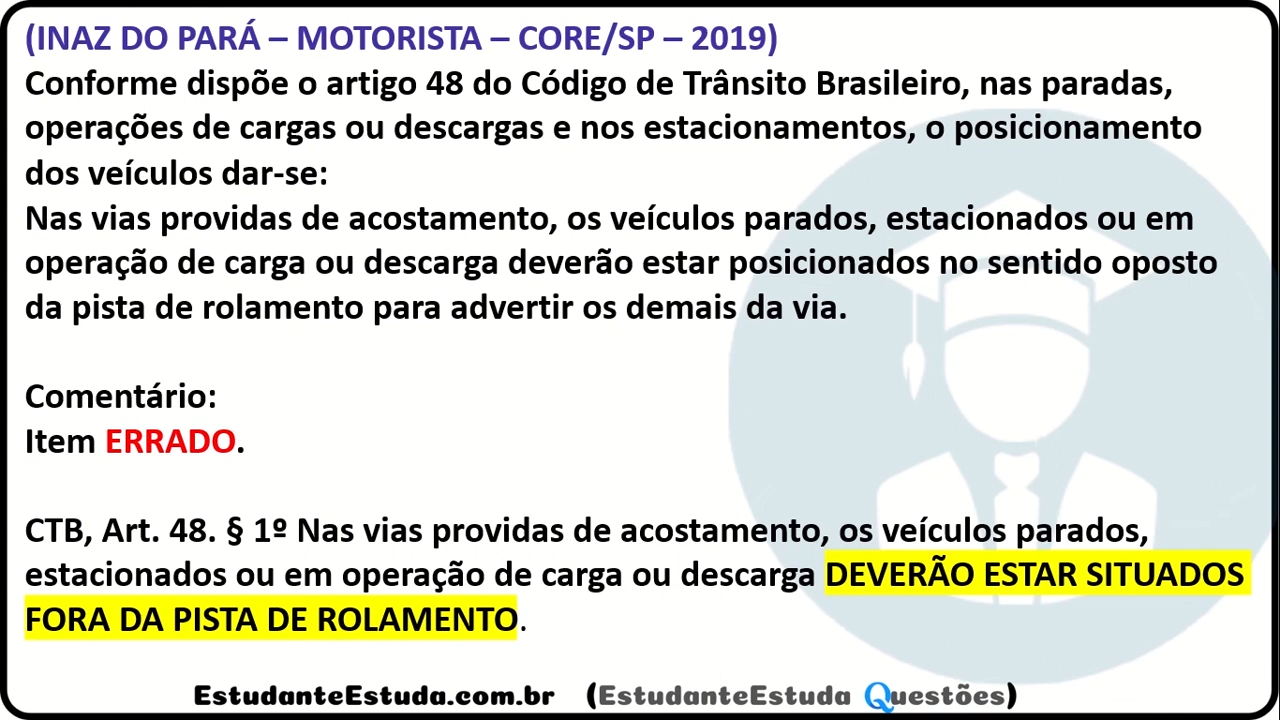 (INAZ DO PARÁ – MOTORISTA – CORE/SP – 2019)
Conforme dispõe o artigo 48 do Código de Trânsito Brasileiro, nas paradas,
operações de cargas ou descargas e nos estacionamentos, o posicionamento
dos veículos dar-se:
Nas vias providas de acostamento, os veículos parados, estacionados ou em
operação de carga ou descarga deverão estar posicionados no sentido oposto
da pista de rolamento para advertir os demais da via.
Comentário:
Item ERRADO.
CTB, Art. 48. § 1º Nas vias providas de acostamento, os veículos parados,
estacionados ou em operação de carga ou descarga DEVERÃO ESTAR SITUADOS
FORA DA PISTA DE ROLAMENTO.
EstudanteEstuda.com.br (EstudanteEstuda Questões)